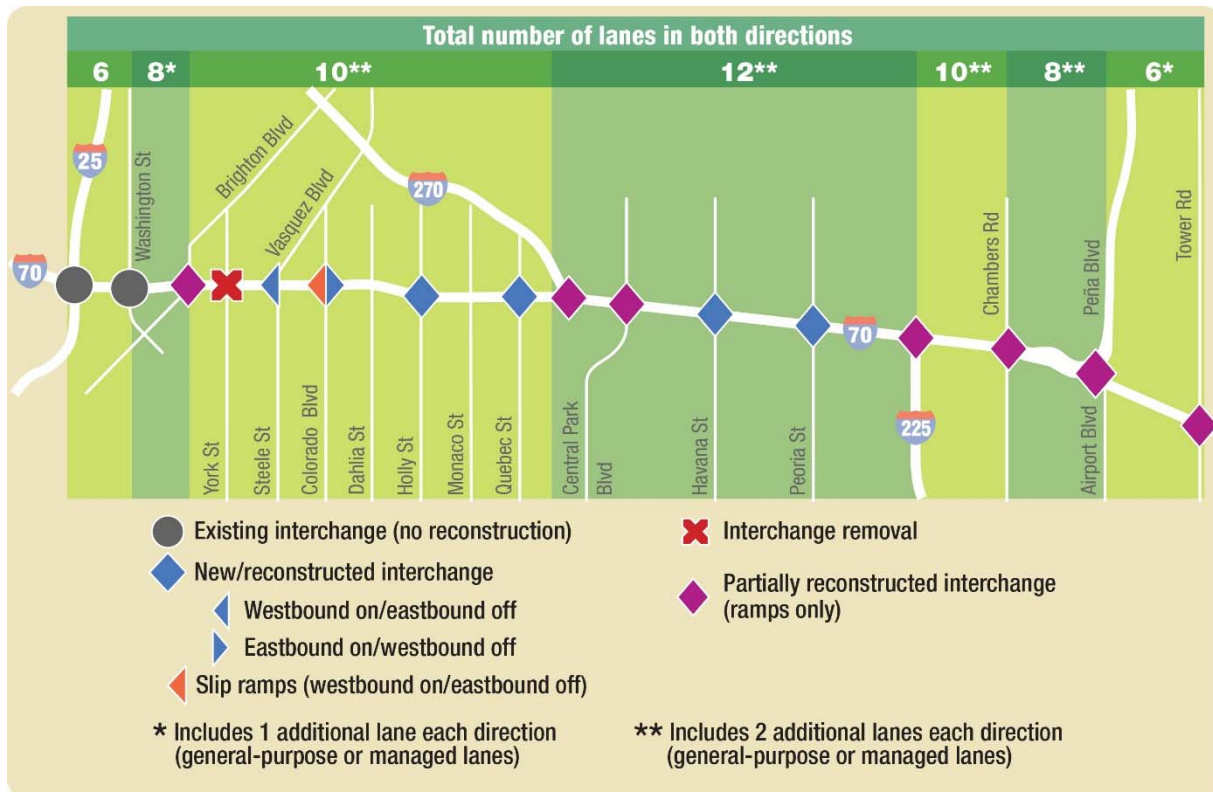 Total number of lanes in both directions
6
8*
10**
12**
10**
8**
6*
25
Washington St
Brighton Blvd
Vasquez Blvd
270
Chambers Rd
Peña Blvd
Tower Rd
70
70
225
York St
Steele St
Colorado Blvd
Dahlia St
Holly St
Monaco St
Quebec St
Central Park
Blvd
Havana St
Peoria St
Airport Blvd
Existing interchange (no reconstruction)
New/reconstructed interchange
Westbound on/eastbound off
Eastbound on/westbound off
Slip ramps (westbound on/eastbound off)
Interchange removal
Partially reconstructed interchange
(ramps only)
* Includes 1 additional lane each direction
(general-purpose or managed lanes)
** Includes 2 additional lanes each direction
(general-purpose or managed lanes)